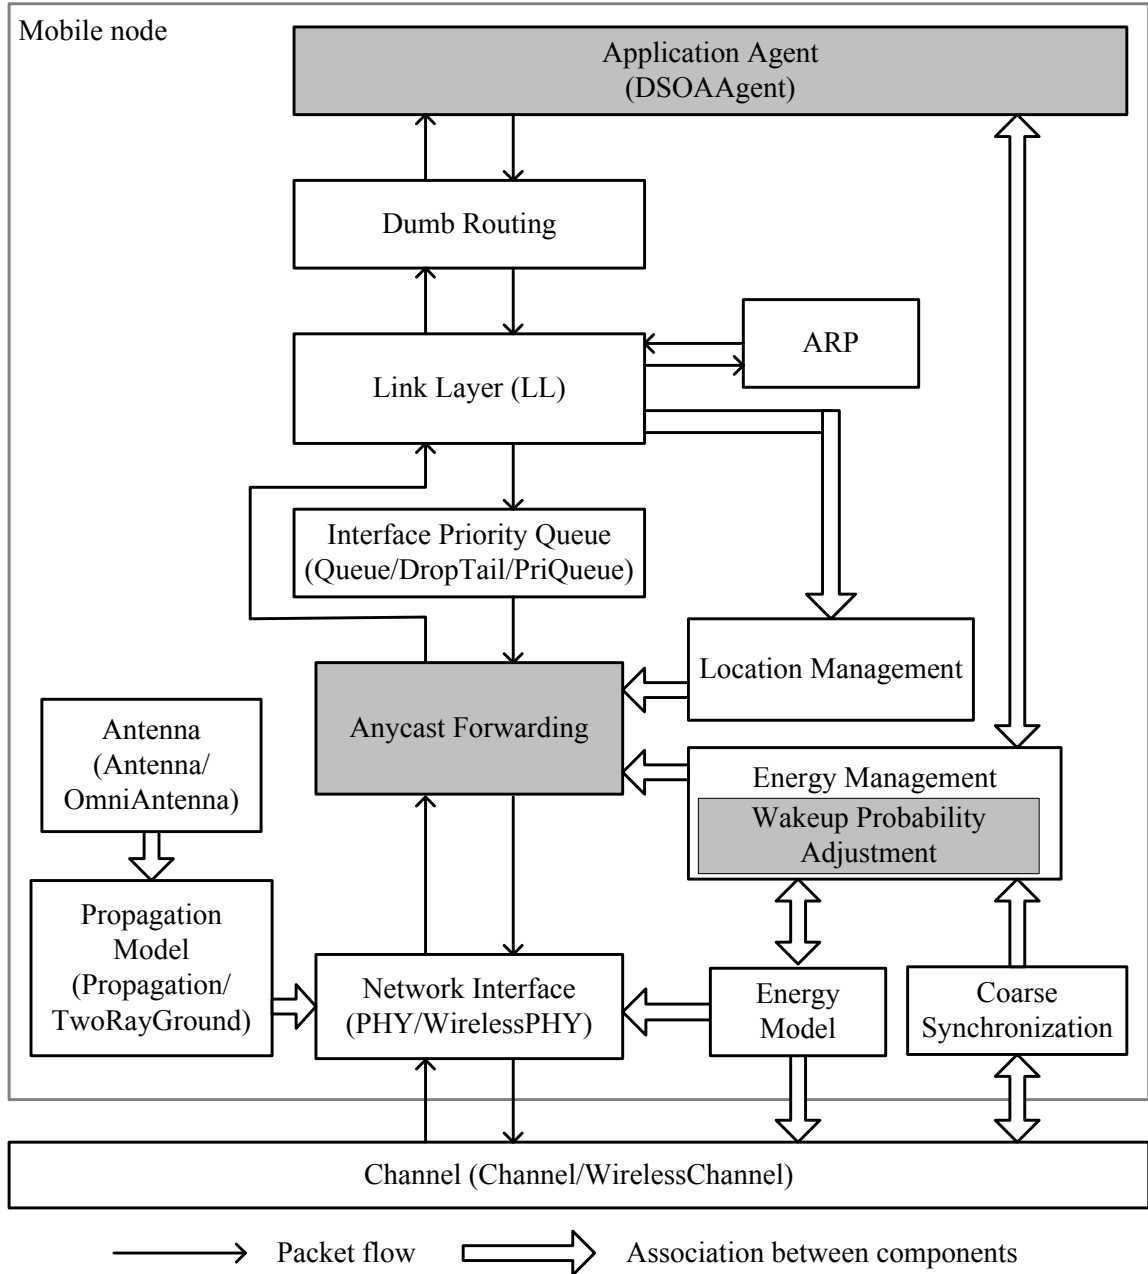 Mobile node
Application Agent
(DSOAAgent)
Dumb Routing
ARP
Link Layer (LL)
Interface Priority Queue
(Queue/DropTail/PriQueue)
Location Management
Anycast Forwarding
Antenna
(Antenna/
OmniAntenna)
Energy Management
Wakeup Probability
Adjustment
Propagation
Model
(Propagation/
TwoRayGround)
Network Interface
(PHY/WirelessPHY)
Energy
Model
Coarse
Synchronization
Channel (Channel/WirelessChannel)
Packet flow
Association between components